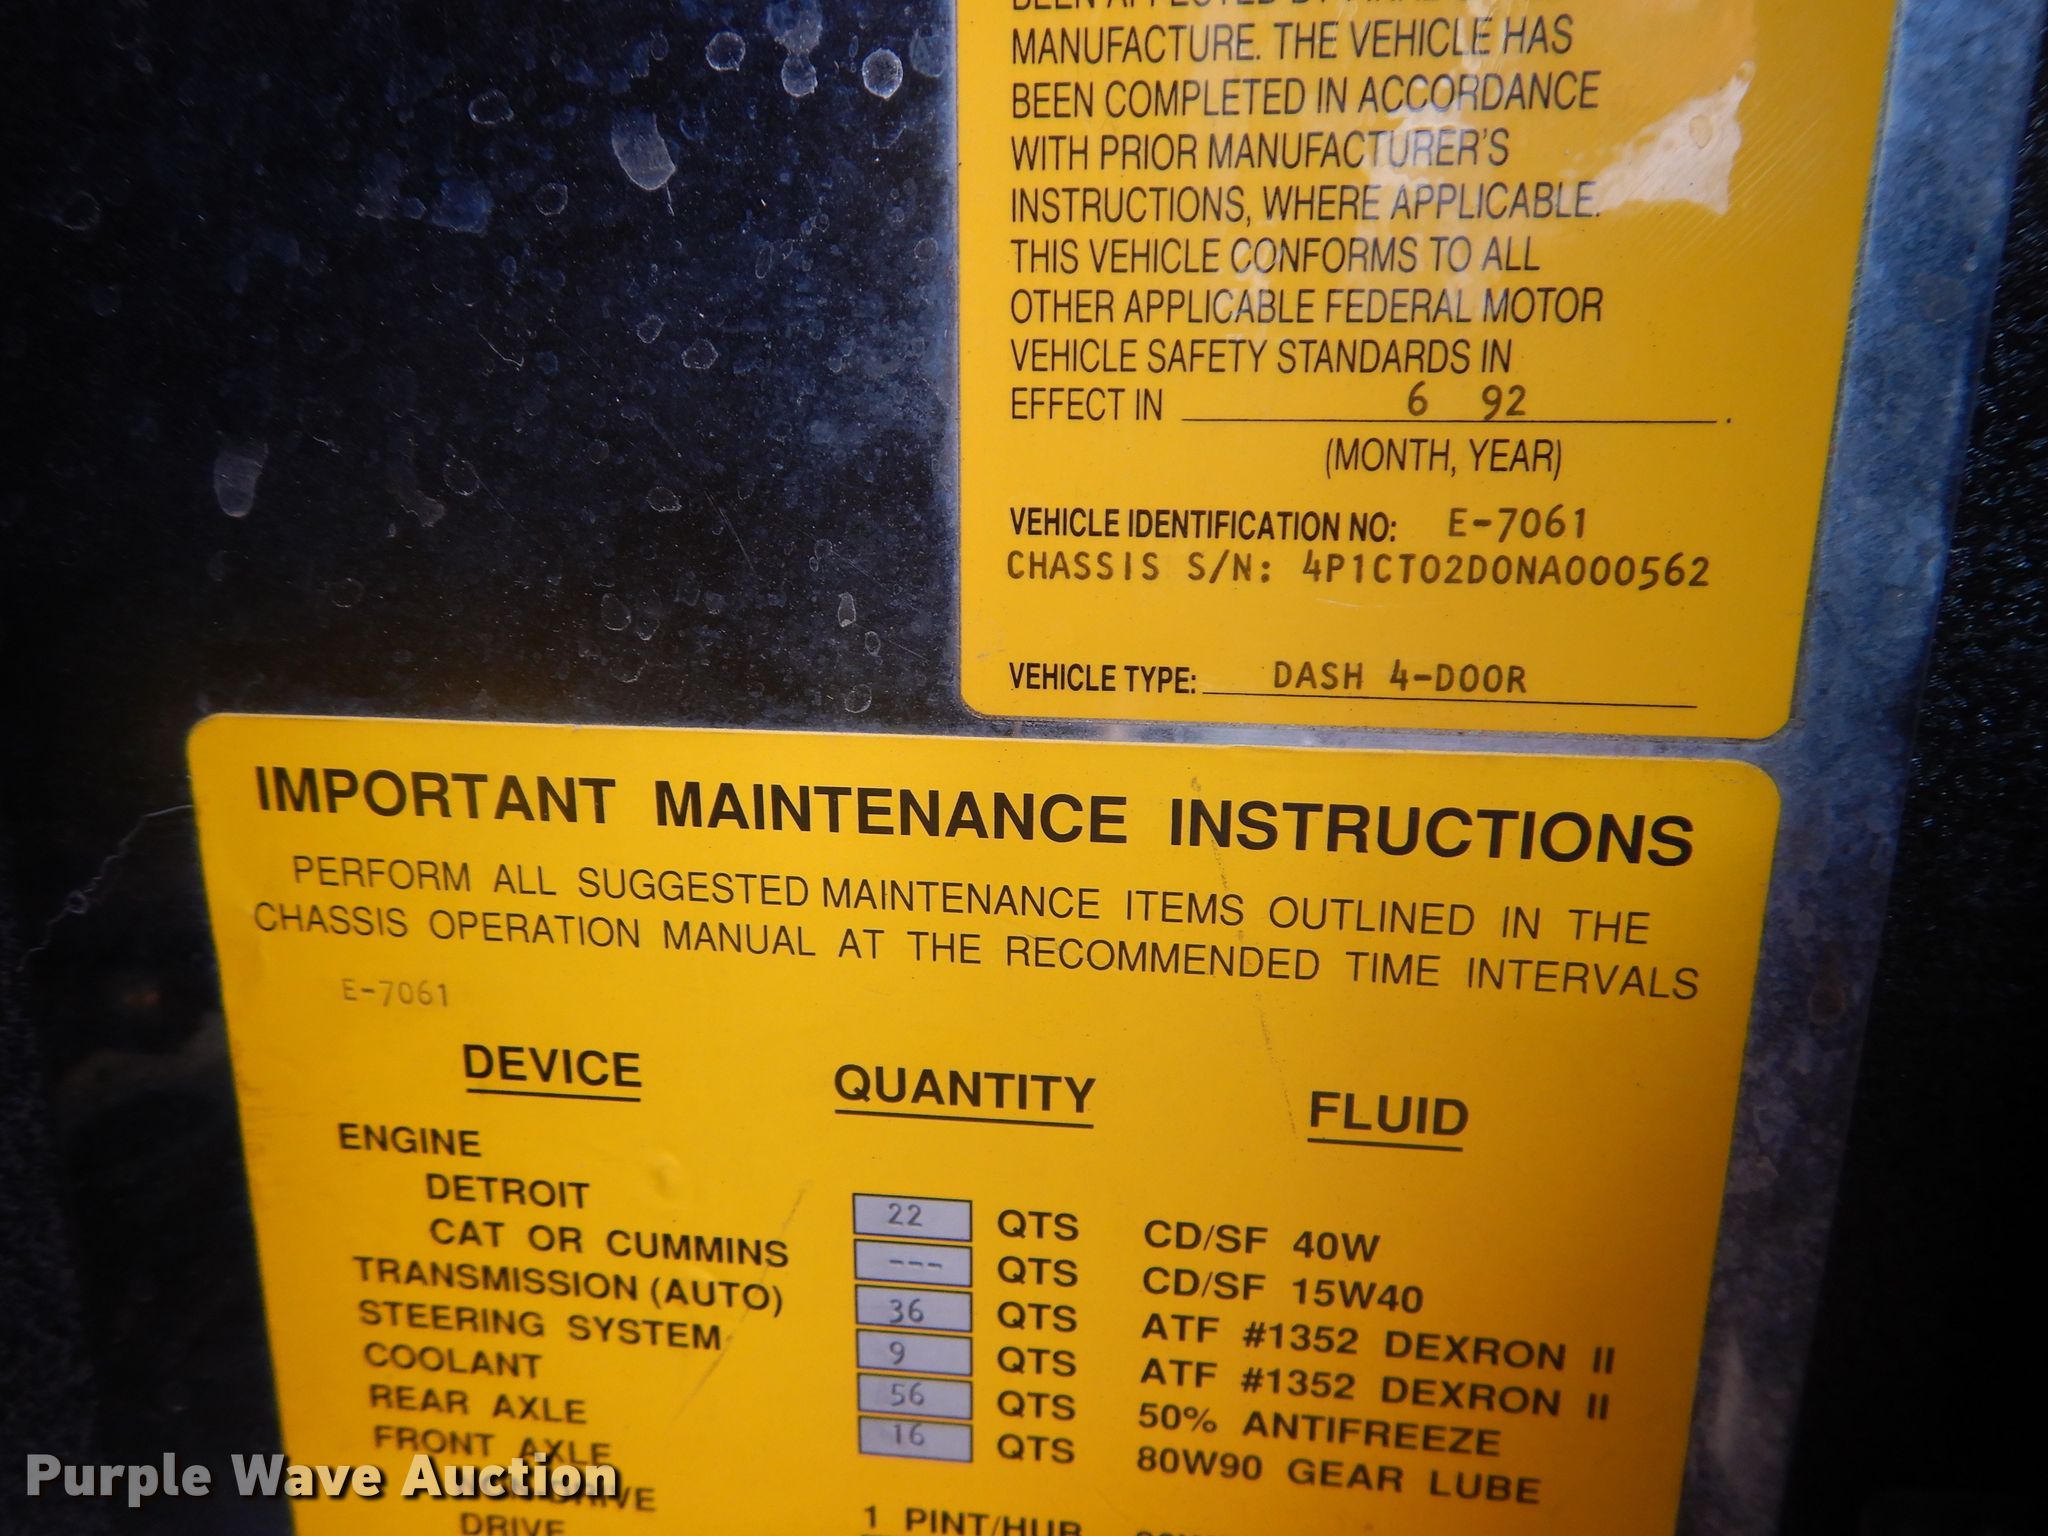 MANUFACTURE. THE VEHICLE HAS
BEEN COMPLETED IN ACCORDANCE
WITH PRIOR MANUFACTURER'S
INSTRUCTIONS, WHERE APPLICABLE.
THIS VEHICLE CONFORMS TO ALL
OTHER APPLICABLE FEDERAL MOTOR
VEHICLE SAFETY STANDARDS IN
EFFECT IN 6 92.
(MONTH, YEAR)
VEHICLE IDENTIFICATION NO: E-7061
CHASSIS S/N: 4P1CT02D0NA000562
VEHICLE TYPE: DASH 4-DOOR
IMPORTANT MAINTENANCE INSTRUCTIONS
PERFORM ALL SUGGESTED MAINTENANCE ITEMS OUTLINED IN THE
CHASSIS OPERATION MANUAL AT THE RECOMMENDED TIME INTERVALS
E-7061
DEVICE QUANTITY FLUID
ENGINE
DETROIT 22 QTS CD/SF 40W
CAT OR CUMMINS --- QTS CD/SF 15W40
TRANSMISSION (AUTO) 36 QTS ATF #1352 DEXRON II
STEERING SYSTEM 9 QTS ATF #1352 DEXRON II
COOLANT 56 QTS 50% ANTIFREEZE
REAR AXLE 16 QTS 80W90 GEAR LUBE
FRONT AXLE
DRIVE 1 PINT/HUB
DRIVE
Purple Wave Auction